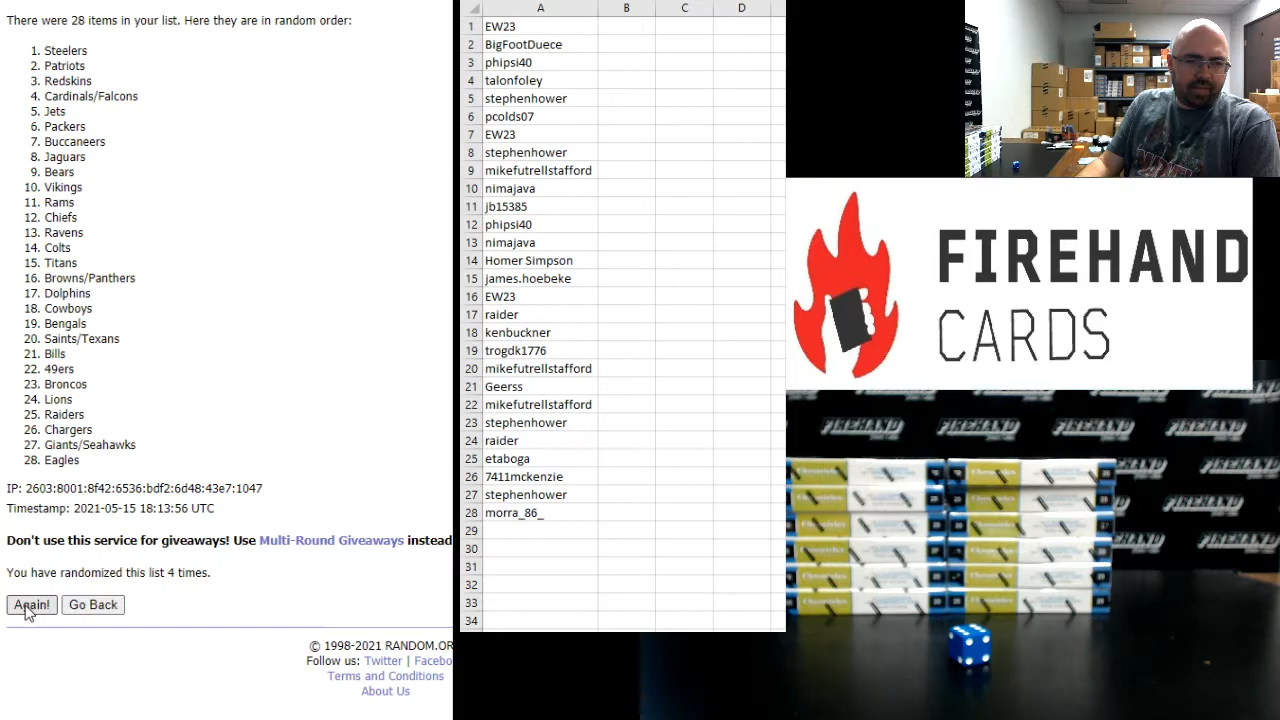 There were 28 items in your list. Here they are in random order:
1. Steelers
2. Patriots
3. Redskins
4. Cardinals/Falcons
5. Jets
6. Packers
7. Buccaneers
8. Jaguars
9. Bears
10. Vikings
11. Rams
12. Chiefs
13. Ravens
14. Colts
15. Titans
16. Browns/Panthers
17. Dolphins
18. Cowboys
19. Bengals
20. Saints/Texans
21. Bills
22. 49ers
23. Broncos
24. Lions
25. Raiders
26. Chargers
27. Giants/Seahawks
28. Eagles
IP: 2603:8001:8f42:6536:bdf2:6d48:43e7:1047
Timestamp: 2021-05-15 18:13:56 UTC
Don't use this service for giveaways! Use Multi-Round Giveaways instead
You have randomized this list 4 times.
Again! Go Back
© 1998-2021 RANDOM.OR
Follow us: Twitter | Facebo
Terms and Conditions
About Us
A B C D
1 EW23
2 BigFootDuece
3 phipsi40
4 talonfoley
5 stephenhower
6 pcolds07
7 EW23
8 stephenhower
9 mikefutrellstafford
10 nimajava
11 jb15385
12 phipsi40
13 nimajava
14 Homer Simpson
15 james.hoebeke
16 EW23
17 raider
18 kenbuckner
19 trogdk1776
20 mikefutrellstafford
21 Geerss
22 mikefutrellstafford
23 stephenhower
24 raider
25 etaboga
26 7411mckenzie
27 stephenhower
28 morra_86_
29
30
31
32
33
34
FIREHAND
CARDS
FIREHAND FIREHAND FIREHAND FIREHAND
Chronicles Chronicles